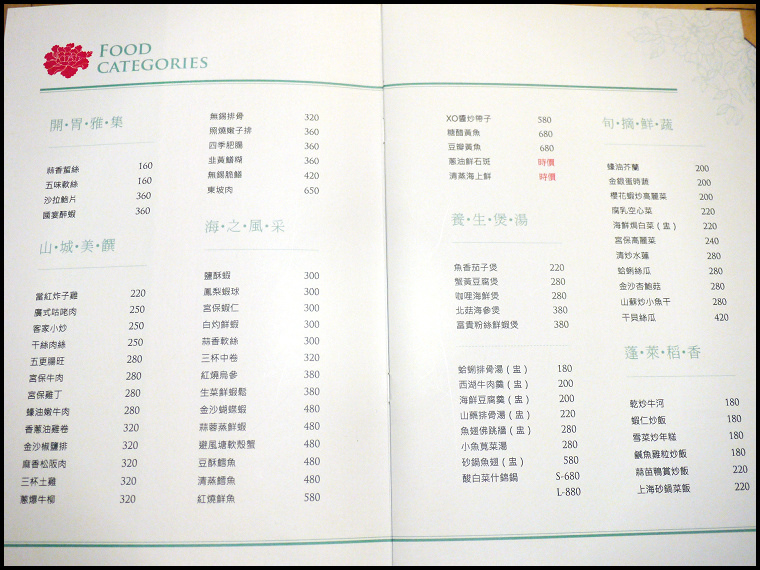 FOOD
CATEGORIES
開·胃·雅·集
蒜香蜇絲 160
五味軟絲 160
沙拉鮑片 360
國宴醉蝦 360
山·城·美·饌
當紅炸子雞 220
廣式咕咾肉 250
客家小炒 250
干絲肉絲 250
五更腸旺 280
宮保牛肉 280
宮保雞丁 280
蠔油嫩牛肉 280
香蔥油雞卷 320
金沙椒鹽排 320
麻香松阪肉 320
三杯土雞 320
蔥爆牛柳 320
無錫排骨 320
照燒嫩子排 360
四季肥腸 360
韭黃鱔糊 360
無錫脆鱔 420
東坡肉 650
海·之·風·采
鹽酥蝦 300
鳳梨蝦球 300
宮保蝦仁 300
白灼鮮蝦 300
蒜香軟絲 300
三杯中卷 320
紅燒烏參 380
生菜鮮蝦鬆 380
金沙蝴蝶蝦 480
蒜蓉蒸鮮蝦 480
避風塘軟殼蟹 480
豆酥鱈魚 480
清蒸鱈魚 480
紅燒鮮魚 580
XO醬炒帶子 580
糖醋黃魚 680
豆瓣黃魚 680
蔥油鮮石斑 時價
清蒸海上鮮 時價
養·生·煲·湯
魚香茄子煲 220
蟹黃豆腐煲 280
咖哩海鮮煲 280
北菇海參煲 380
富貴粉絲鮮蝦煲 380
蛤蜊排骨湯（盅） 180
西湖牛肉羹（盅） 200
海鮮豆腐羹（盅） 200
山藥排骨湯（盅） 220
魚翅佛跳牆（盅） 280
小魚莧菜湯 280
砂鍋魚翅（盅） 580
酸白菜什錦鍋 S-680
L-880
旬·摘·鮮·蔬
蠔油芥蘭 200
金銀蛋時蔬 200
櫻花蝦炒高麗菜 200
腐乳空心菜 220
海鮮焗白菜（盅） 220
宮保高麗菜 240
清炒水蓮 280
蛤蜊絲瓜 280
金沙杏鮑菇 280
山蘇炒小魚干 280
干貝絲瓜 420
蓬·萊·稻·香
乾炒牛河 180
蝦仁炒飯 180
雪菜炒年糕 180
鹹魚雞粒炒飯 180
蒜苗鴨賞炒飯 220
上海砂鍋菜飯 220